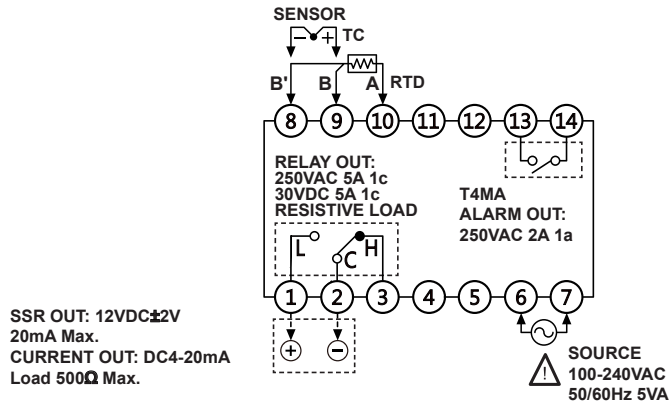 SENSOR
− + TC
B' B A RTD
8 9 10 11 12 13 14
RELAY OUT:
250VAC 5A 1c
30VDC 5A 1c
RESISTIVE LOAD
T4MA
ALARM OUT:
250VAC 2A 1a
L C H
1 2 3 4 5 6 7
+ −
SSR OUT: 12VDC±2V
20mA Max.
CURRENT OUT: DC4-20mA
Load 500Ω Max.
! SOURCE
100-240VAC
50/60Hz 5VA